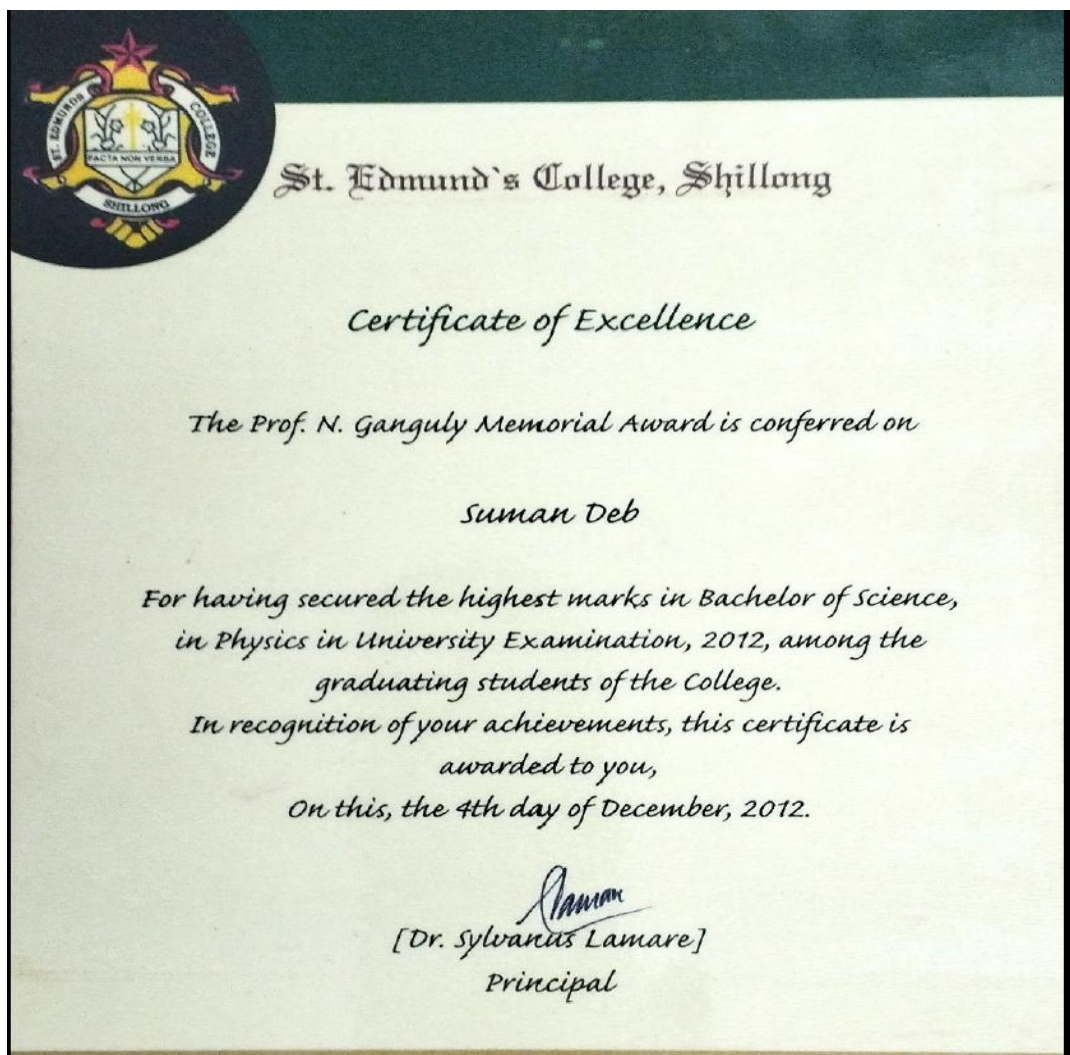 ST. EDMUNDS COLLEGE
FACTA NON VERBA
SHILLONG
St. Edmund`s College, Shillong
Certificate of Excellence
The Prof. N. Ganguly Memorial Award is conferred on
Suman Deb
For having secured the highest marks in Bachelor of Science,
in Physics in University Examination, 2012, among the
graduating students of the College.
In recognition of your achievements, this certificate is
awarded to you,
On this, the 4th day of December, 2012.
[Dr. Sylvanus Lamare]
Principal